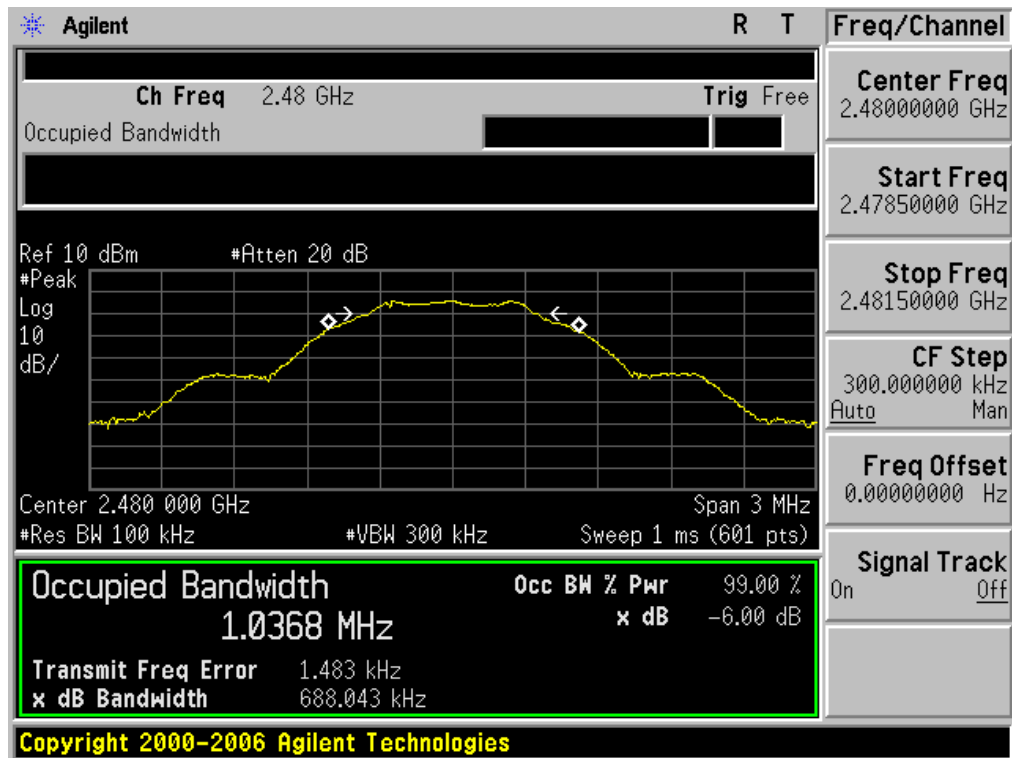 Agilent R T
Ch Freq 2.48 GHz Trig Free
Occupied Bandwidth
Ref 10 dBm #Atten 20 dB
#Peak
Log
10
dB/
Center 2.480 000 GHz Span 3 MHz
#Res BW 100 kHz #VBW 300 kHz Sweep 1 ms (601 pts)
Occupied Bandwidth Occ BW % Pwr 99.00 %
1.0368 MHz x dB -6.00 dB
Transmit Freq Error 1.483 kHz
x dB Bandwidth 688.043 kHz
Copyright 2000-2006 Agilent Technologies
Freq/Channel
Center Freq
2.48000000 GHz
Start Freq
2.47850000 GHz
Stop Freq
2.48150000 GHz
CF Step
300.000000 kHz
Auto Man
Freq Offset
0.00000000 Hz
Signal Track
On Off